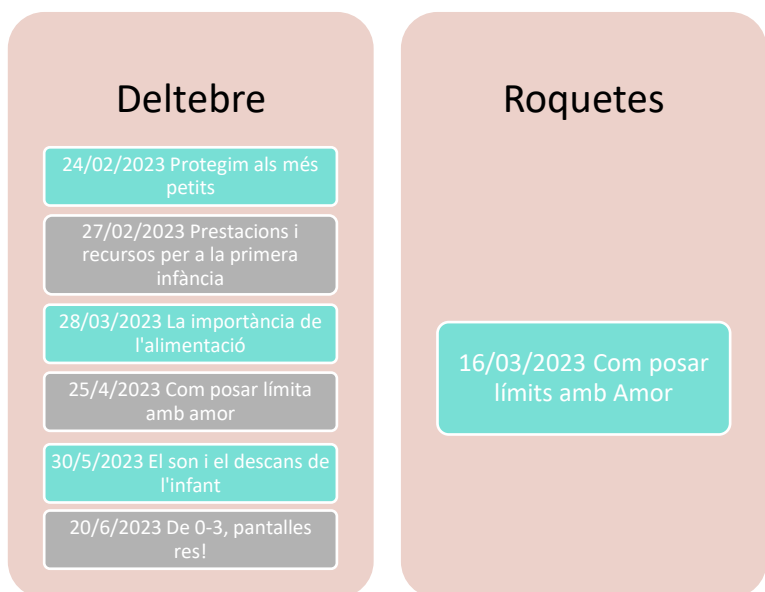 Deltebre
24/02/2023 Protegim als més
petits
27/02/2023 Prestacions i
recursos per a la primera
infància
28/03/2023 La importància de
l'alimentació
25/4/2023 Com posar límita
amb amor
30/5/2023 El son i el descans de
l'infant
20/6/2023 De 0-3, pantalles
res!
Roquetes
16/03/2023 Com posar
límits amb Amor